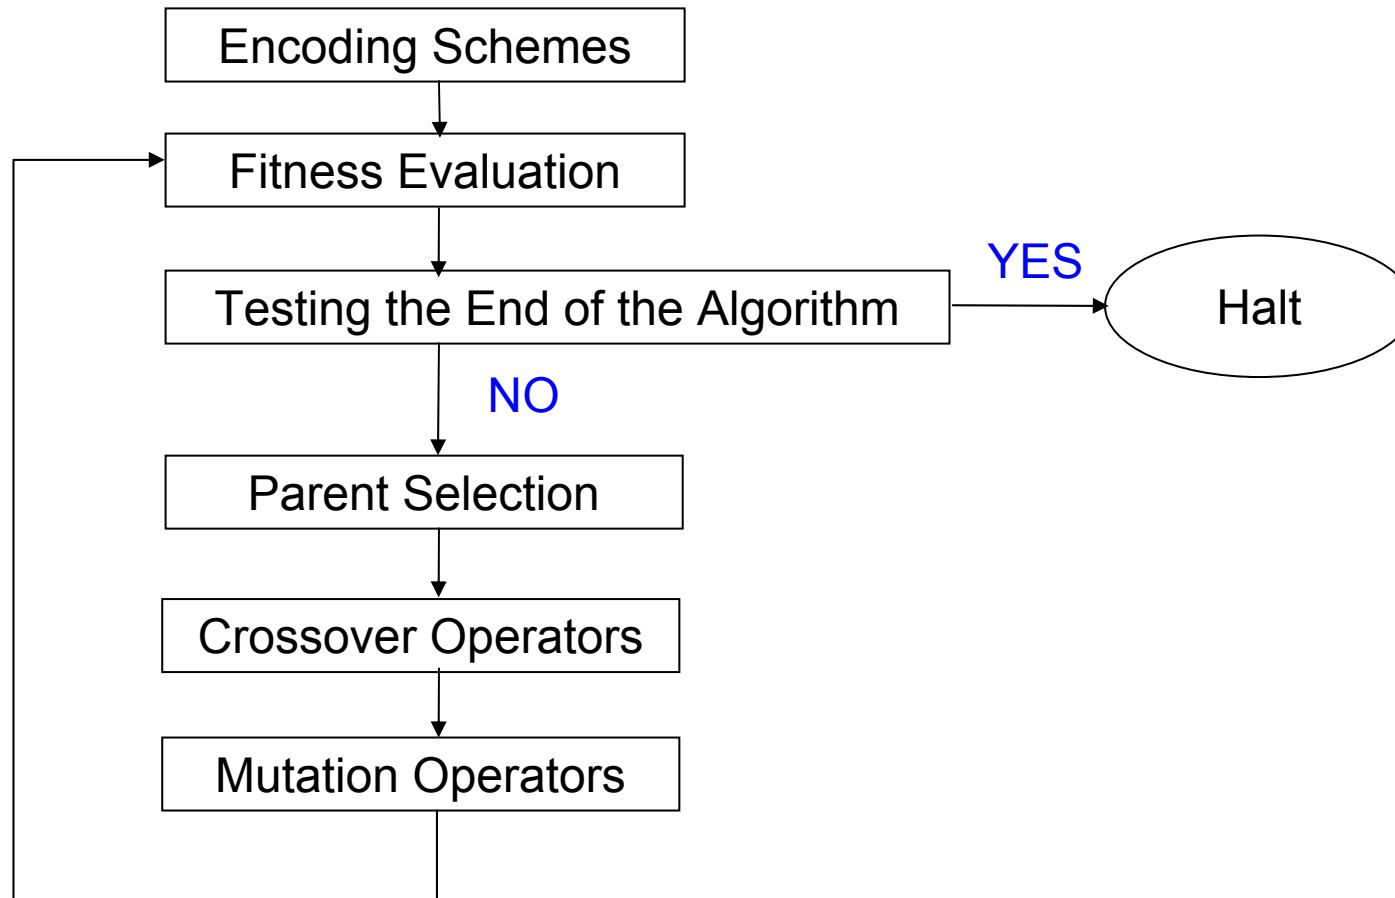 Encoding Schemes
Fitness Evaluation
YES
Testing the End of the Algorithm
Halt
NO
Parent Selection
Crossover Operators
Mutation Operators